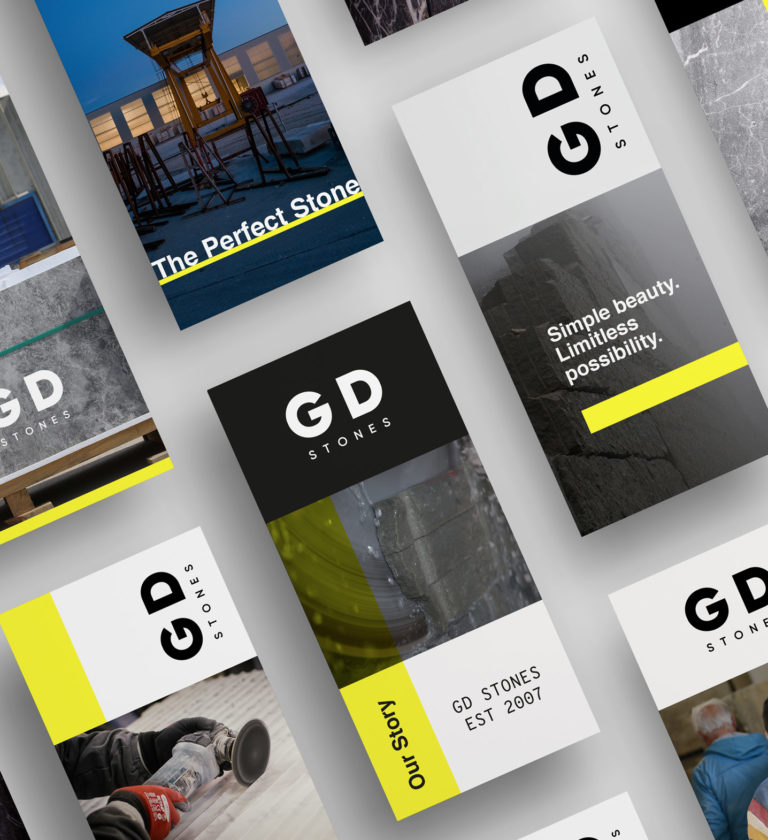 The Perfect Stone
GD
STONES
Simple beauty.
Limitless
possibility.
GD
STONES
GD
STONES
Our Story
GD STONES
EST 2007
GD
STONES
GD
STONES